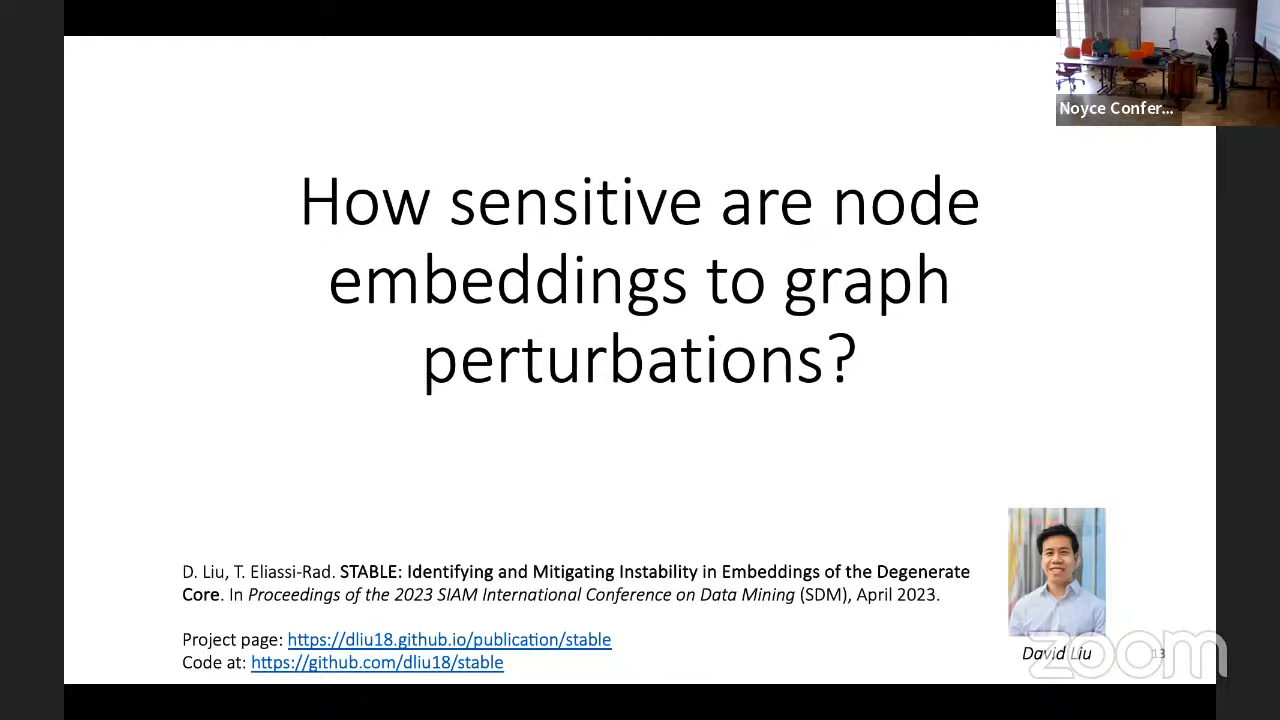 Noyce Confer...
How sensitive are node
embeddings to graph
perturbations?
D. Liu, T. Eliassi-Rad. STABLE: Identifying and Mitigating Instability in Embeddings of the Degenerate
Core. In Proceedings of the 2023 SIAM International Conference on Data Mining (SDM), April 2023.
Project page: https://dliu18.github.io/publication/stable
Code at: https://github.com/dliu18/stable
David Liu
13
zoom